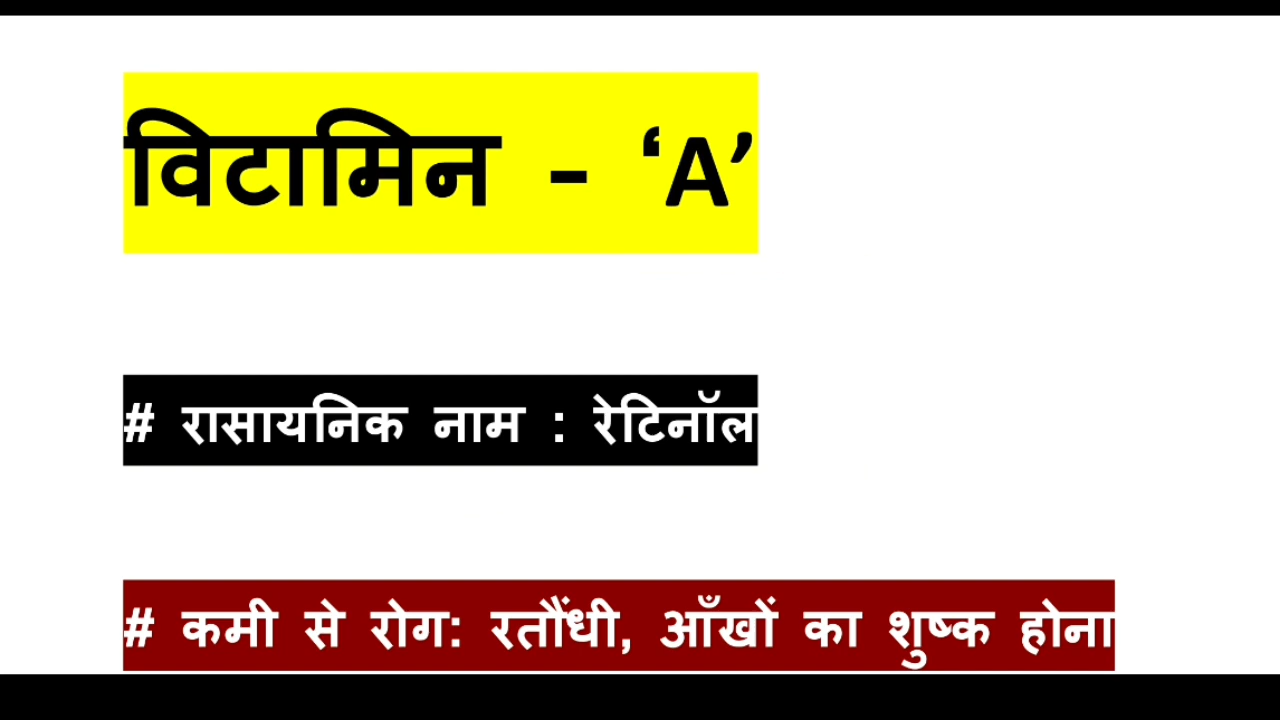 विटामिन - ‘A’
# रासायनिक नाम : रेटिनॉल
# कमी से रोग: रतौंधी, आँखों का शुष्क होना